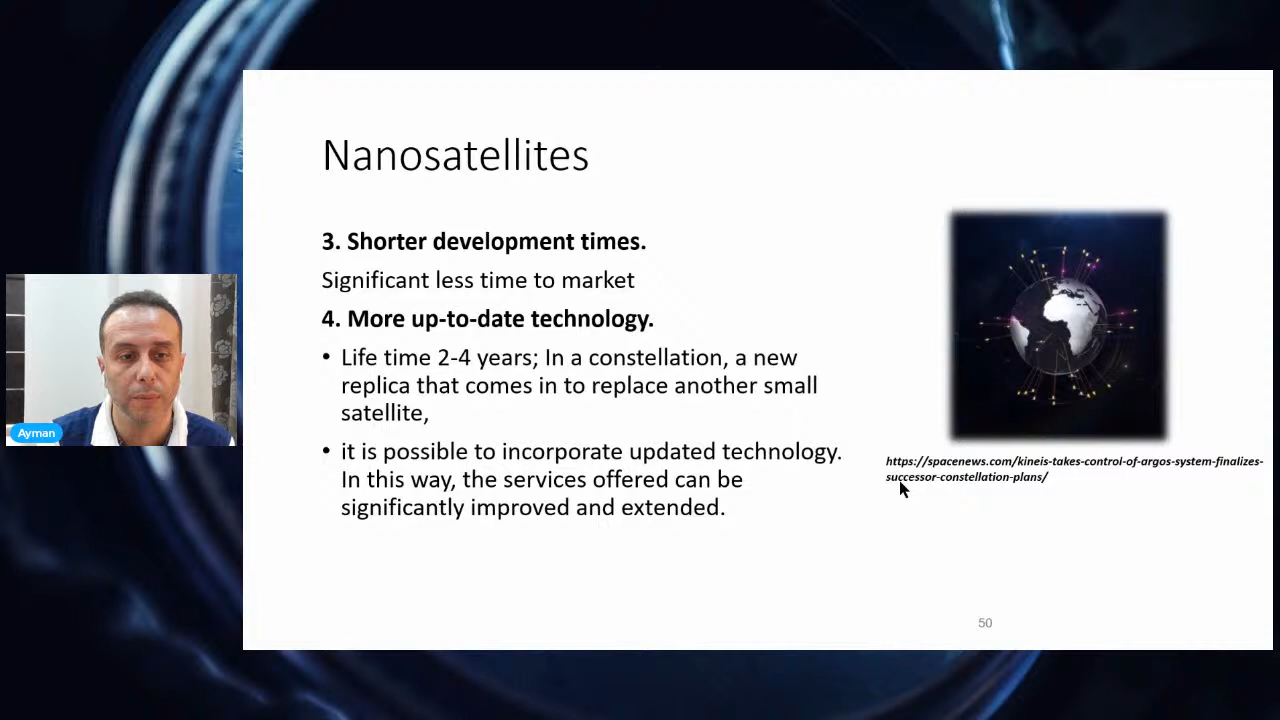 Nanosatellites
3. Shorter development times.
Significant less time to market
4. More up-to-date technology.
• Life time 2-4 years; In a constellation, a new
replica that comes in to replace another small
satellite,
• it is possible to incorporate updated technology.
In this way, the services offered can be
significantly improved and extended.
https://spacenews.com/kineis-takes-control-of-argos-system-finalizes-
successor-constellation-plans/
50
Ayman